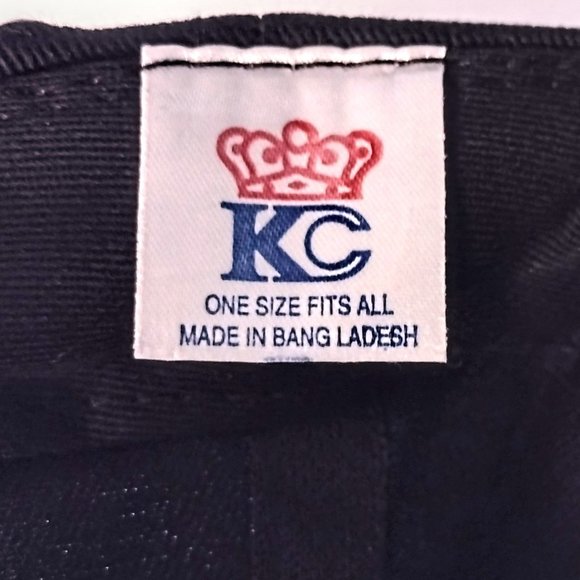 KC
ONE SIZE FITS ALL
MADE IN BANG LADESH